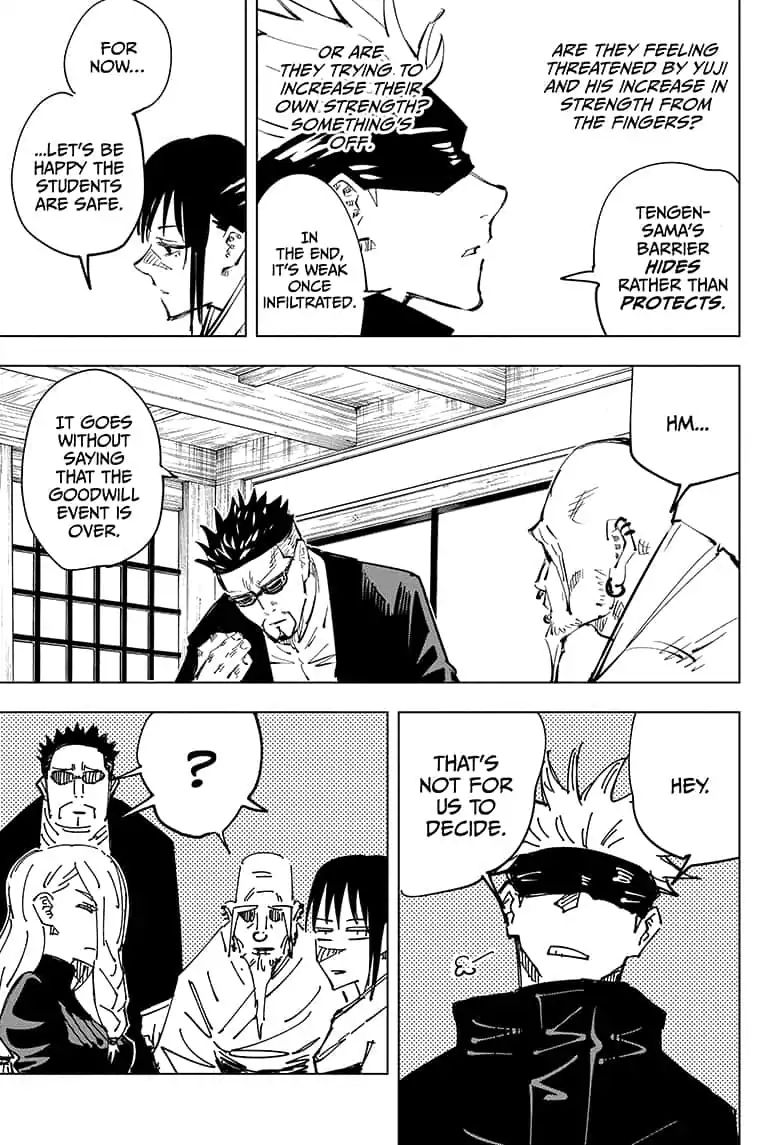 ARE THEY FEELING
THREATENED BY YUJI
AND HIS INCREASE IN
STRENGTH FROM
THE FINGERS?
OR ARE
THEY TRYING TO
INCREASE THEIR
OWN STRENGTH?
SOMETHING'S
OFF.
TENGEN-
SAMA'S
BARRIER
HIDES
RATHER THAN
PROTECTS.
IN
THE END,
IT'S WEAK
ONCE
INFILTRATED.
FOR
NOW...
...LET'S BE
HAPPY THE
STUDENTS
ARE SAFE.
HM...
IT GOES
WITHOUT
SAYING
THAT THE
GOODWILL
EVENT IS
OVER.
HEY.
THAT'S
NOT FOR
US TO
DECIDE.
?